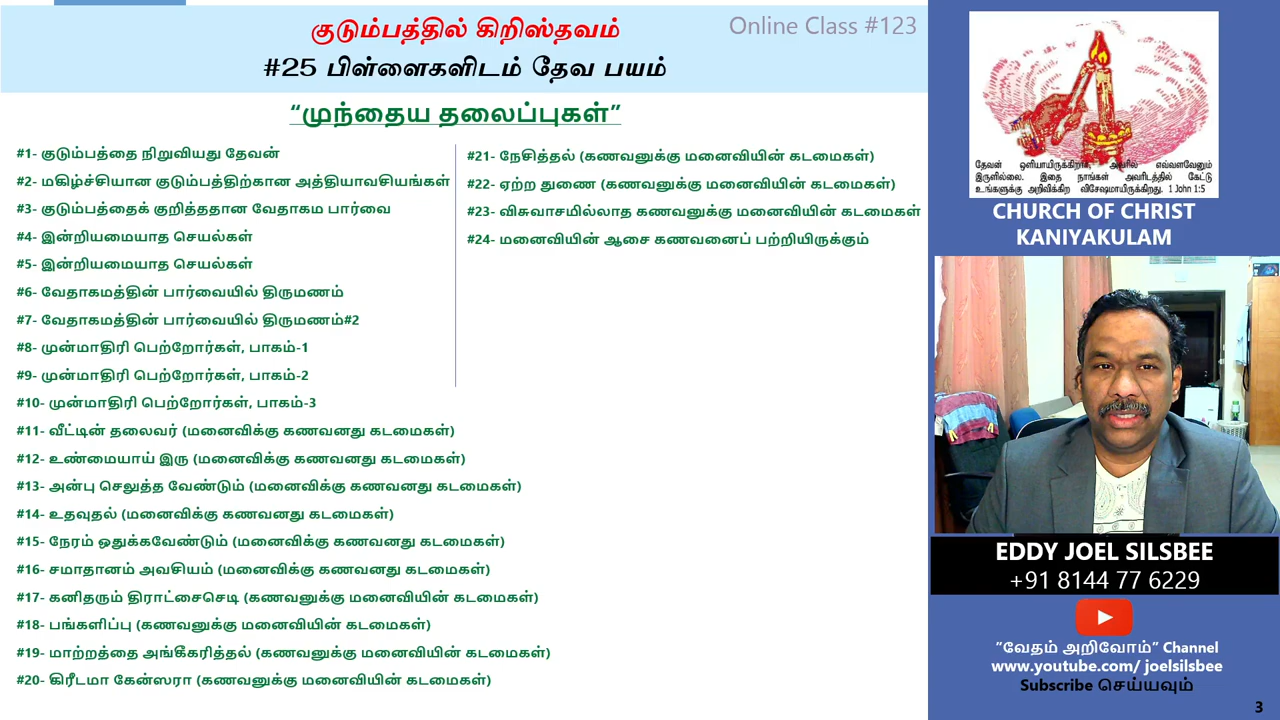 குடும்பத்தில் கிறிஸ்தவம்
Online Class #123
#25 பிள்ளைகளிடம் தேவ பயம்
“முந்தைய தலைப்புகள்”
#1- குடும்பத்தை நிறுவியது தேவன்
#2- மகிழ்ச்சியான குடும்பத்திற்கான அத்தியாவசியங்கள்
#3- குடும்பத்தைக் குறித்ததான வேதாகம பார்வை
#4- இன்றியமையாத செயல்கள்
#5- இன்றியமையாத செயல்கள்
#6- வேதாகமத்தின் பார்வையில் திருமணம்
#7- வேதாகமத்தின் பார்வையில் திருமணம்#2
#8- முன்மாதிரி பெற்றோர்கள், பாகம்-1
#9- முன்மாதிரி பெற்றோர்கள், பாகம்-2
#10- முன்மாதிரி பெற்றோர்கள், பாகம்-3
#11- வீட்டின் தலைவர் (மனைவிக்கு கணவனது கடமைகள்)
#12- உண்மையாய் இரு (மனைவிக்கு கணவனது கடமைகள்)
#13- அன்பு செலுத்த வேண்டும் (மனைவிக்கு கணவனது கடமைகள்)
#14- உதவுதல் (மனைவிக்கு கணவனது கடமைகள்)
#15- நேரம் ஒதுக்கவேண்டும் (மனைவிக்கு கணவனது கடமைகள்)
#16- சமாதானம் அவசியம் (மனைவிக்கு கணவனது கடமைகள்)
#17- கனிதரும் திராட்சைசெடி (கணவனுக்கு மனைவியின் கடமைகள்)
#18- பங்களிப்பு (கணவனுக்கு மனைவியின் கடமைகள்)
#19- மாற்றத்தை அங்கீகரித்தல் (கணவனுக்கு மனைவியின் கடமைகள்)
#20- கிரீடமா கேன்ஸரா (கணவனுக்கு மனைவியின் கடமைகள்)
#21- நேசித்தல் (கணவனுக்கு மனைவியின் கடமைகள்)
#22- ஏற்ற துணை (கணவனுக்கு மனைவியின் கடமைகள்)
#23- விசுவாசமில்லாத கணவனுக்கு மனைவியின் கடமைகள்
#24- மனைவியின் ஆசை கணவனைப் பற்றியிருக்கும்
தேவன் ஒளியாயிருக்கிறார், அவரில் எவ்வளவேனும்
இருளில்லை. இதை நாங்கள் அவரிடத்தில் கேட்டு
உங்களுக்கு அறிவிக்கிற விசேஷமாயிருக்கிறது. 1 John 1:5
CHURCH OF CHRIST
KANIYAKULAM
EDDY JOEL SILSBEE
+91 8144 77 6229
”வேதம் அறிவோம்” Channel
www.youtube.com/ joelsilsbee
Subscribe செய்யவும்
3